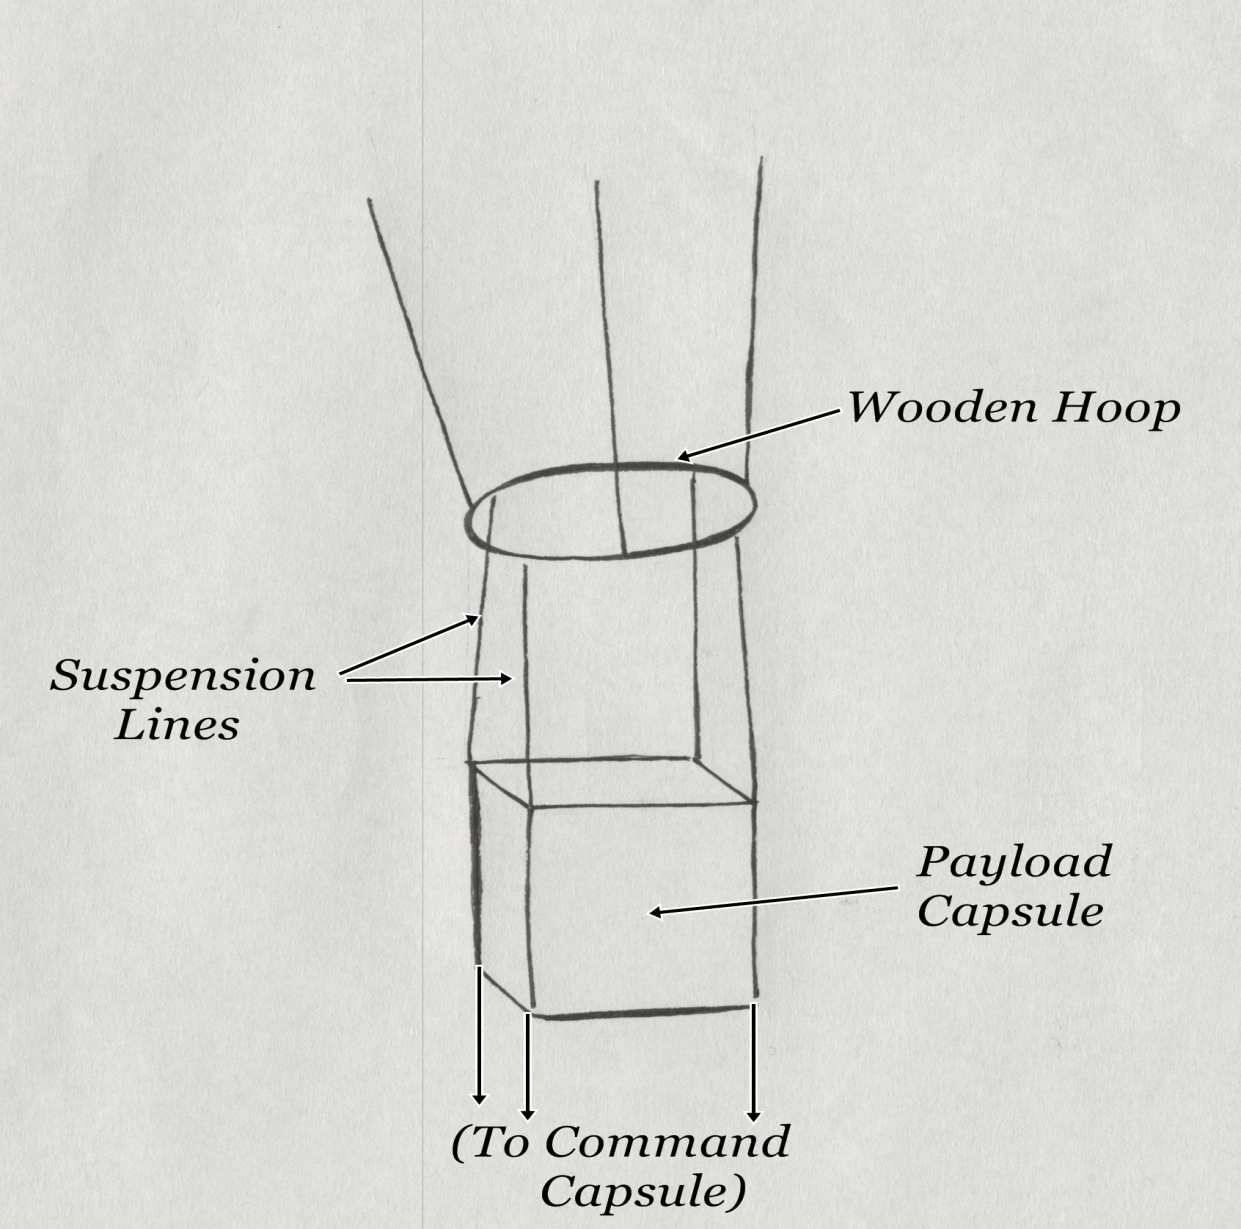 Wooden Hoop
Suspension
Lines
Payload
Capsule
(To Command
Capsule)